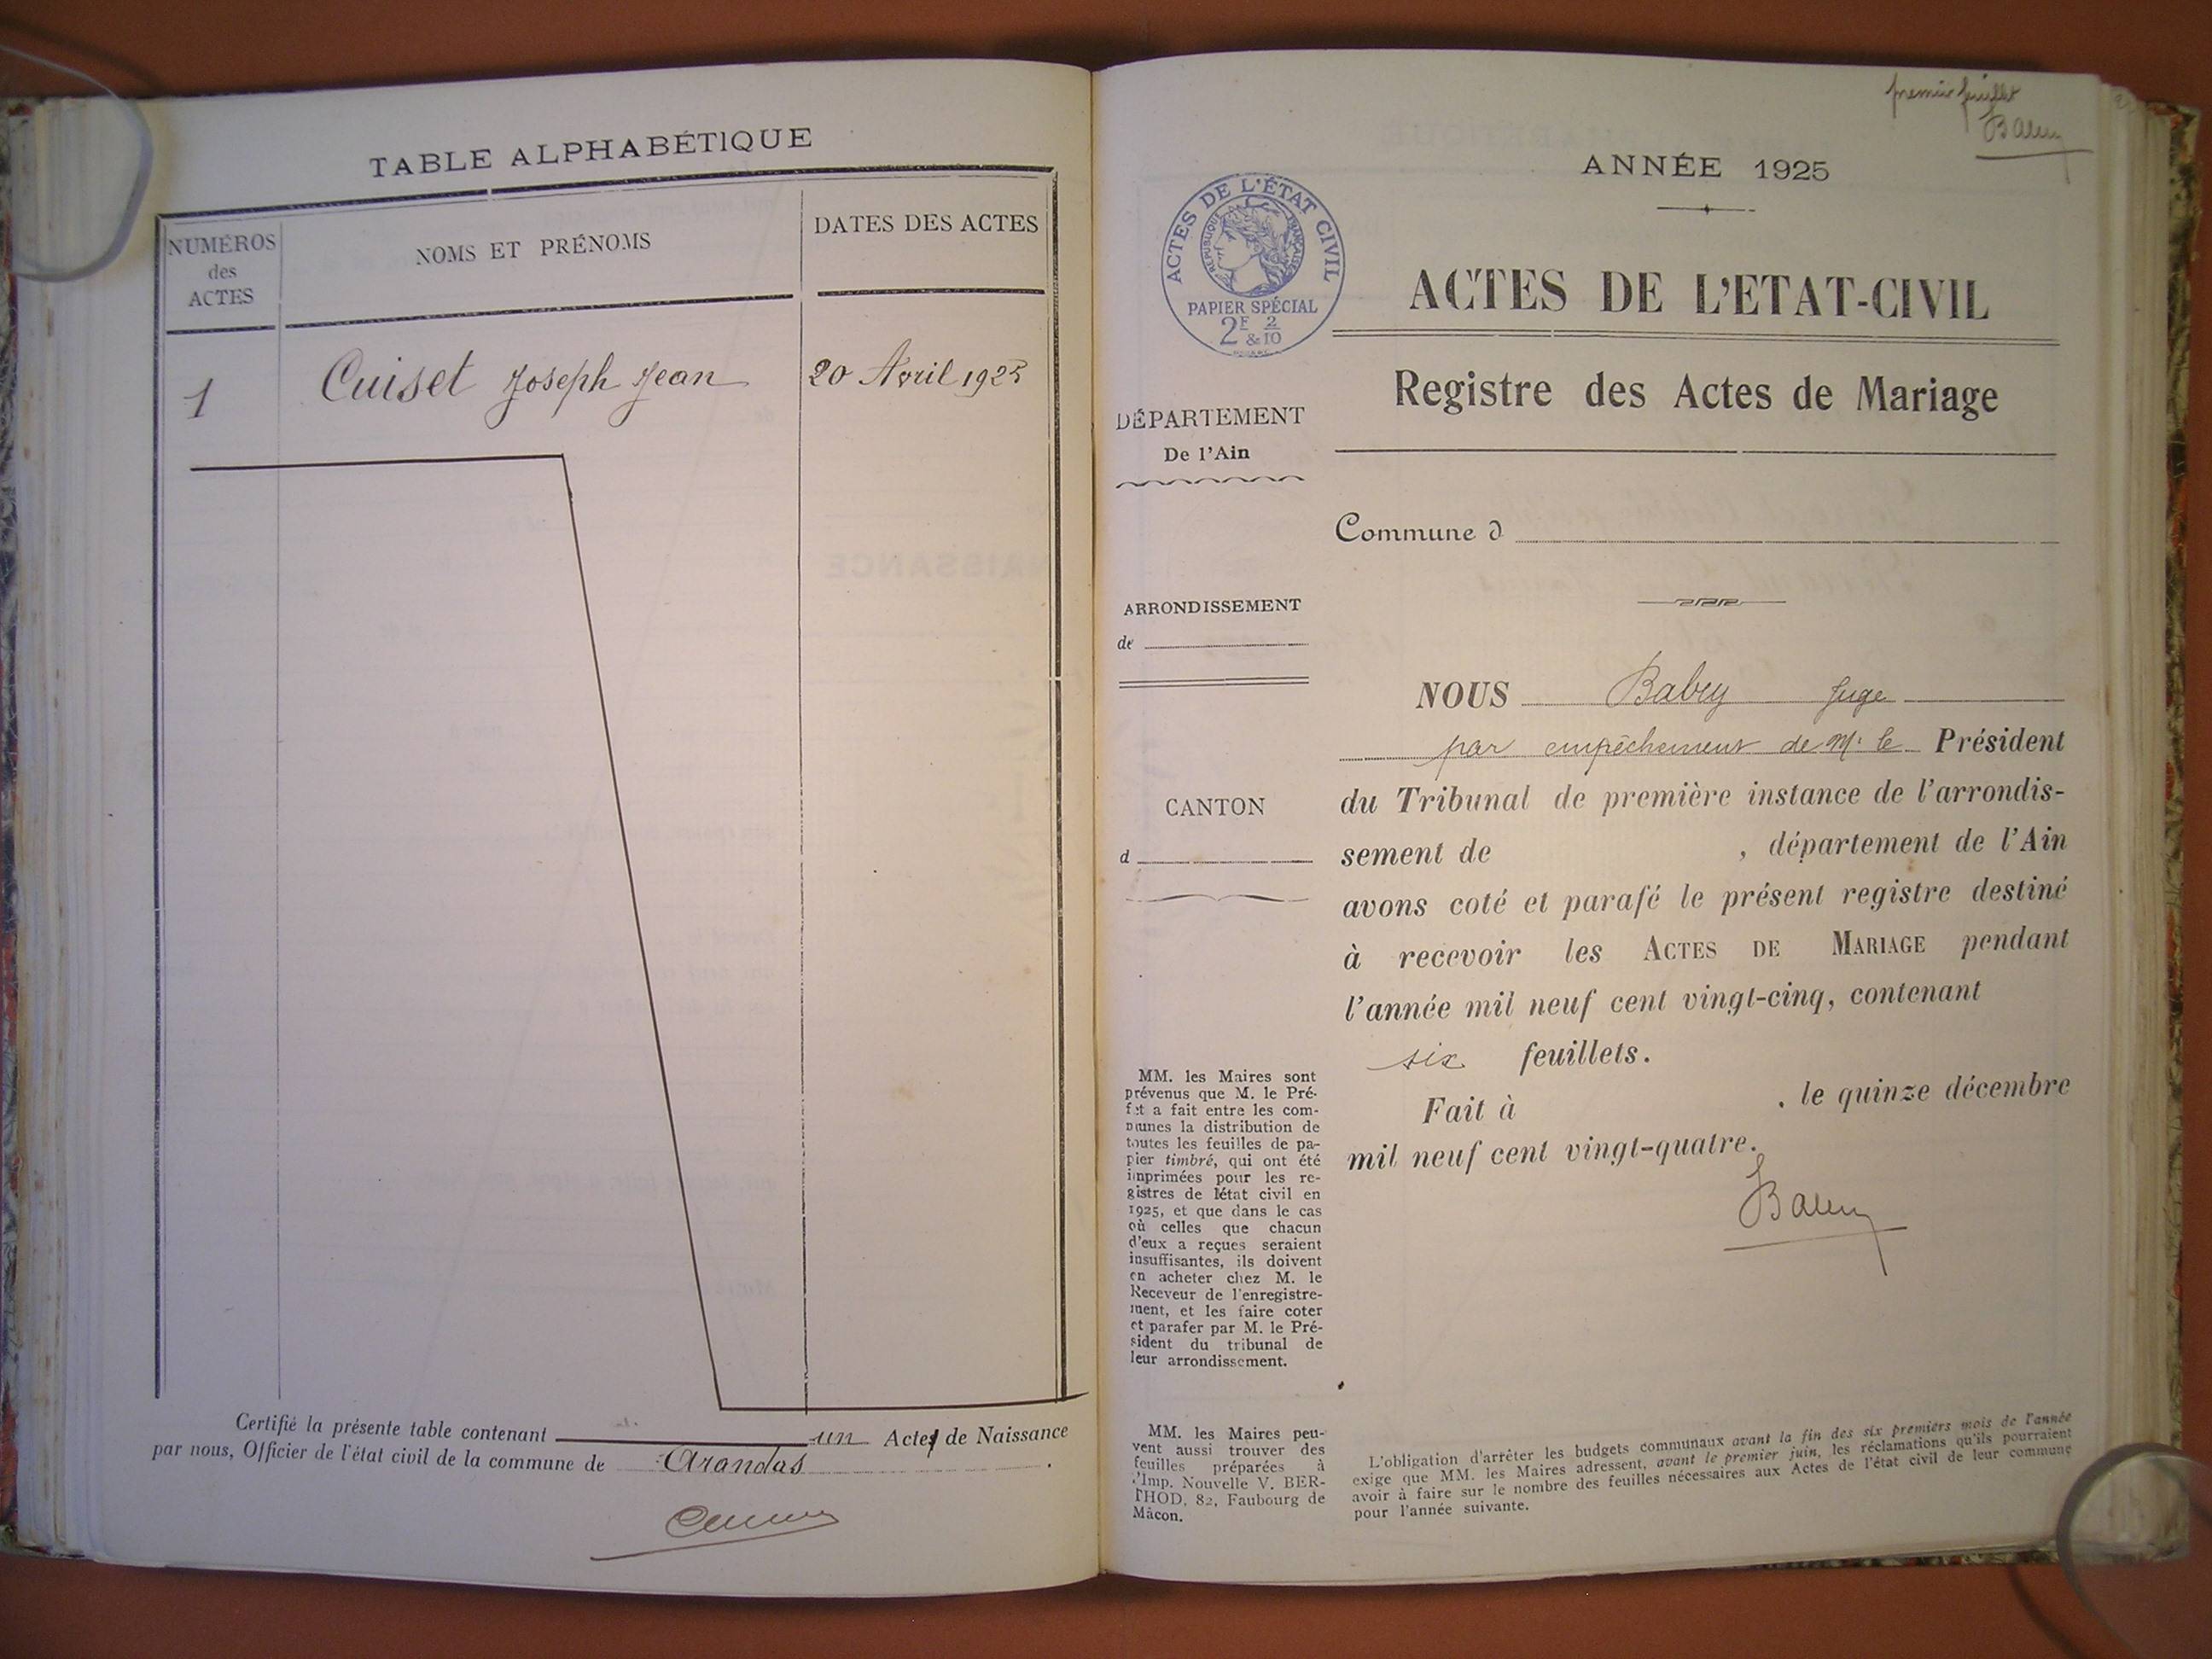 TABLE ALPHABÉTIQUE
NUMÉROS
des
ACTES
NOMS ET PRÉNOMS
DATES DES ACTES
1 Cuiset Joseph Jean 20 Avril 1925
Certifié la présente table contenant un Actes de Naissance
par nous, Officier de l'état civil de la commune de Arandas .
premier feuillet
ANNÉE 1925
ACTES DE L'ÉTAT CIVIL
RÉPUBLIQUE FRANÇAISE
PAPIER SPÉCIAL
2F & 2/10
ACTES DE L'ETAT-CIVIL
Registre des Actes de Mariage
DÉPARTEMENT
De l'Ain
Commune d
ARRONDISSEMENT
de
CANTON
d
NOUS Babey Juge
par empêchement de Mr le Président
du Tribunal de première instance de l'arrondis-
sement de , département de l'Ain
avons coté et parafé le présent registre destiné
à recevoir les ACTES DE MARIAGE pendant
l'année mil neuf cent vingt-cinq, contenant
six feuillets.
Fait à , le quinze décembre
mil neuf cent vingt-quatre.
MM. les Maires sont
prévenus que M. le Pré-
fet a fait entre les com-
munes la distribution de
toutes les feuilles de pa-
pier timbré, qui ont été
imprimées pour les re-
gistres de létat civil en
1925, et que dans le cas
où celles que chacun
d'eux a reçues seraient
insuffisantes, ils doivent
en acheter chez M. le
Receveur de l'enregistre-
ment, et les faire coter
et parafer par M. le Pré-
sident du tribunal de
leur arrondissement.
MM. les Maires peu-
vent aussi trouver des
feuilles préparées à
l'Imp. Nouvelle V. BER-
THOD, 82, Faubourg de
Mâcon.
L'obligation d'arrêter les budgets communaux avant la fin des six premiers mois de l'année
exige que MM. les Maires adressent, avant le premier juin, les réclamations qu'ils pourraient
avoir à faire sur le nombre des feuilles nécessaires aux Actes de l'état civil de leur commune
pour l'année suivante.